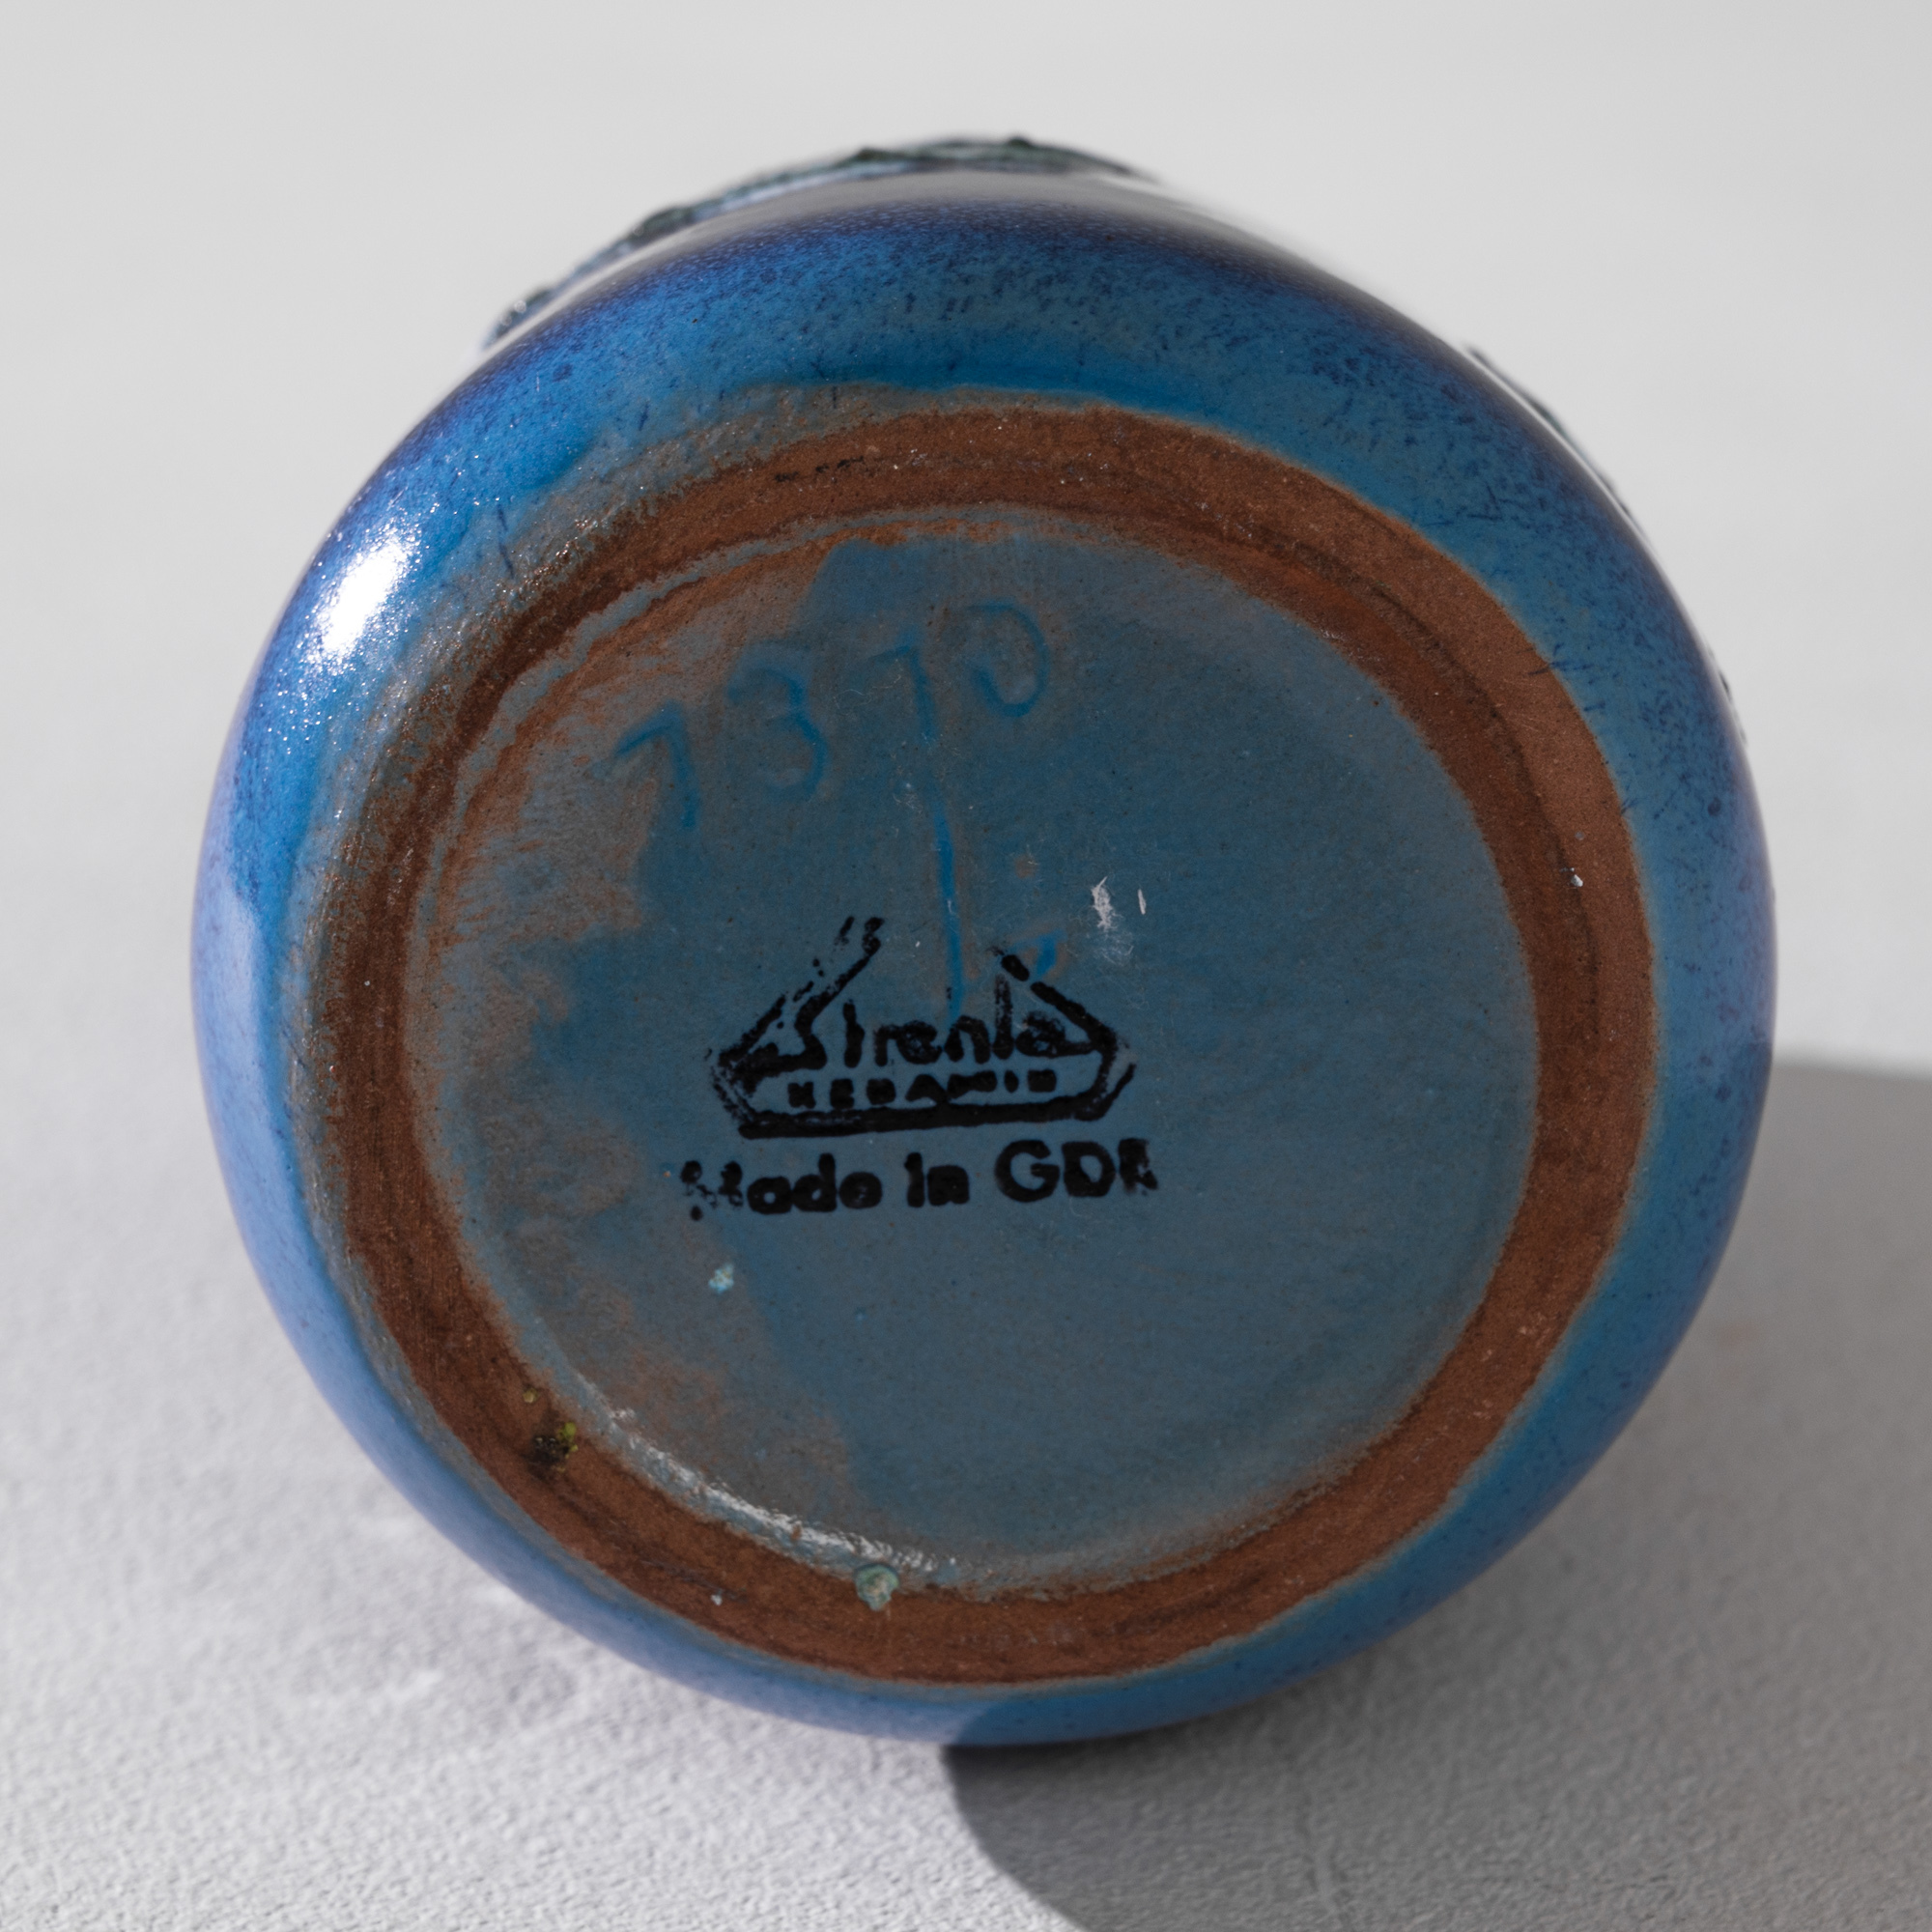 7370
Strehla
KERAMIK
Made in GDR